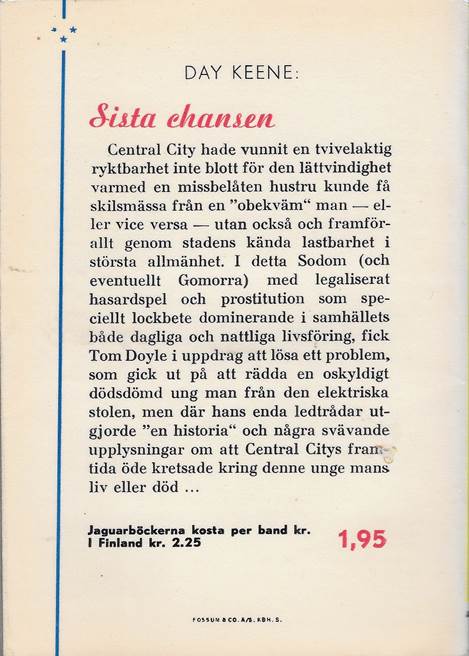 DAY KEENE:
Sista chansen
Central City hade vunnit en tvivelaktig
ryktbarhet inte blott för den lättvindighet
varmed en missbelåten hustru kunde få
skilsmässa från en ”obekväm“ man — el-
ler vice versa — utan också och framför-
allt genom stadens kända lastbarhet i
största allmänhet. I detta Sodom (och
eventuellt Gomorra) med legaliserat
hasardspel och prostitution som spe-
ciellt lockbete dominerande i samhällets
både dagliga och nattliga livsföring, fick
Tom Doyle i uppdrag att lösa ett problem,
som gick ut på att rädda en oskyldigt
dödsdömd ung man från den elektriska
stolen, men där hans enda ledtrådar ut-
gjorde ”en historia“ och några svävande
upplysningar om att Central Citys fram-
tida öde kretsade kring denne unge mans
liv eller död ...
Jaguarböckerna kosta per band kr.
I Finland kr. 2.25
1,95
FOSSUM & CO. A/S. KBH. S.